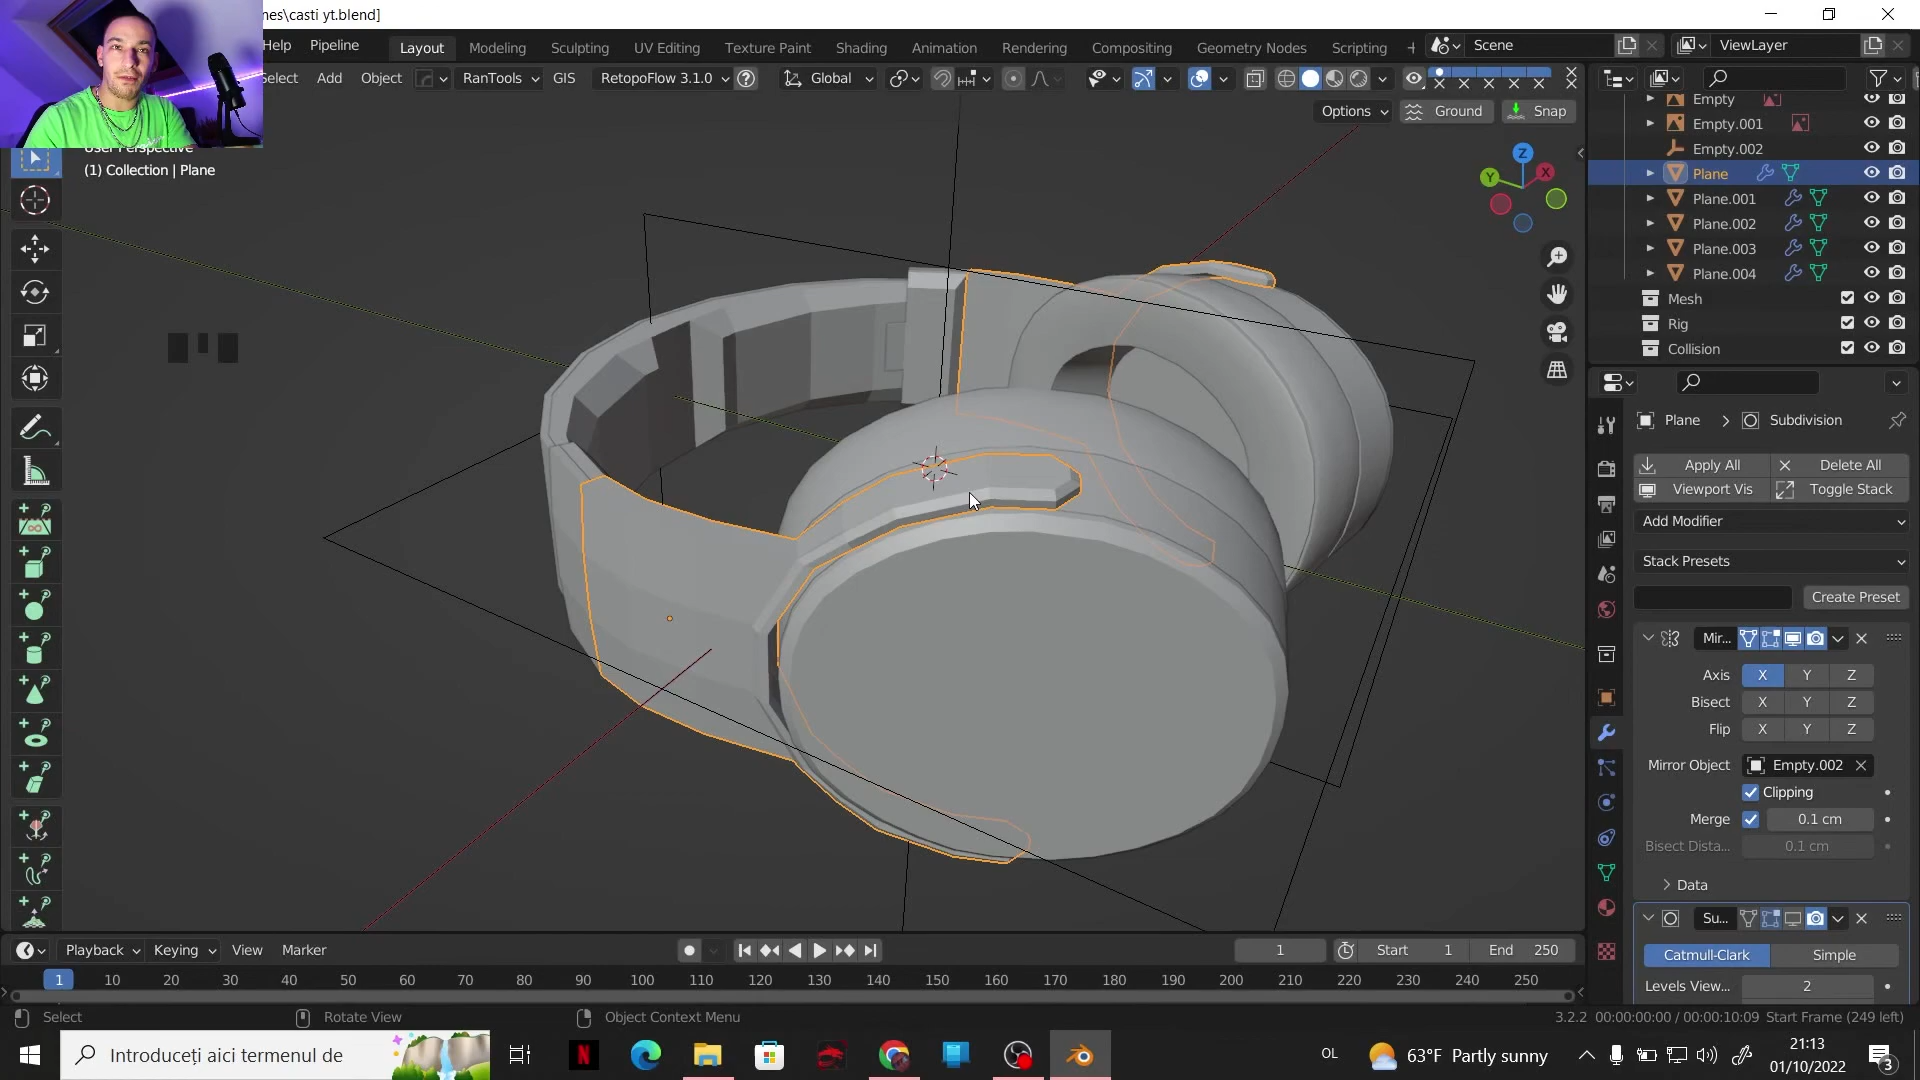 nes\casti yt.blend]
Help Pipeline Layout Modeling Sculpting UV Editing Texture Paint Shading Animation Rendering Compositing Geometry Nodes Scripting + Scene ViewLayer
elect Add Object RanTools GIS RetopoFlow 3.1.0 Global
Options Ground Snap
User Perspective
(1) Collection | Plane
Z
Y
X
Empty
Empty.001
Empty.002
Plane
Plane.001
Plane.002
Plane.003
Plane.004
Mesh
Rig
Collision
Plane > Subdivision
Apply All Delete All
Viewport Vis Toggle Stack
Add Modifier
Stack Presets
Create Preset
Mir...
Axis X Y Z
Bisect X Y Z
Flip X Y Z
Mirror Object Empty.002
Clipping
Merge 0.1 cm
Bisect Dista... 0.1 cm
Data
Su...
Catmull-Clark Simple
Levels View... 2
Playback Keying View Marker 1 Start 1 End 250
1 10 20 30 40 50 60 70 80 90 100 110 120 130 140 150 160 170 180 190 200 210 220 230 240 250
Select Rotate View Object Context Menu 3.2.2 00:00:00:00 / 00:00:10:09 Start Frame (249 left)
Introduceți aici termenul de OL 63°F Partly sunny 21:13
01/10/2022 3